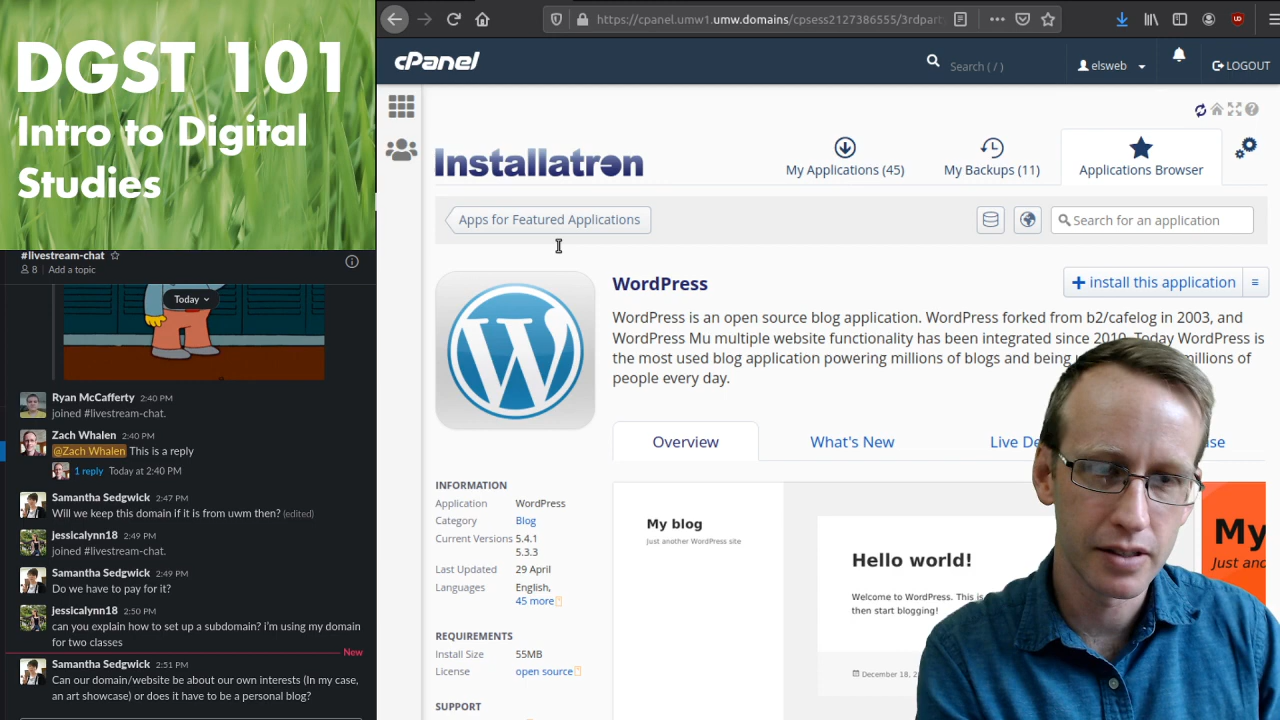 DGST 101
Intro to Digital
Studies
#livestream-chat
8 Add a topic
Today
Ryan McCafferty 2:40 PM
joined #livestream-chat.
Zach Whalen 2:40 PM
@Zach Whalen This is a reply
1 reply Today at 2:40 PM
Samantha Sedgwick 2:47 PM
Will we keep this domain if it is from uwm then? (edited)
jessicalynn18 2:49 PM
joined #livestream-chat.
Samantha Sedgwick 2:49 PM
Do we have to pay for it?
jessicalynn18 2:50 PM
can you explain how to set up a subdomain? i'm using my domain
for two classes
New
Samantha Sedgwick 2:51 PM
Can our domain/website be about our own interests (In my case,
an art showcase) or does it have to be a personal blog?
https://cpanel.umw1.umw.domains/cpsess2127386555/3rdpart
cPanel
Search ( / )
elsweb
LOGOUT
Installatron
My Applications (45)
My Backups (11)
Applications Browser
Apps for Featured Applications
Search for an application
WordPress
+ install this application
WordPress is an open source blog application. WordPress forked from b2/cafelog in 2003, and
WordPress Mu multiple website functionality has been integrated since 2010. Today WordPress is
the most used blog application powering millions of blogs and being millions of
people every day.
Overview
What's New
Live De
se
INFORMATION
Application WordPress
Category Blog
Current Versions 5.4.1
5.3.3
Last Updated 29 April
Languages English,
45 more
REQUIREMENTS
Install Size 55MB
License open source
SUPPORT
My blog
Just another WordPress site
Hello world!
Welcome to WordPress. This is
then start blogging!
December 18, 2
My
Just ano